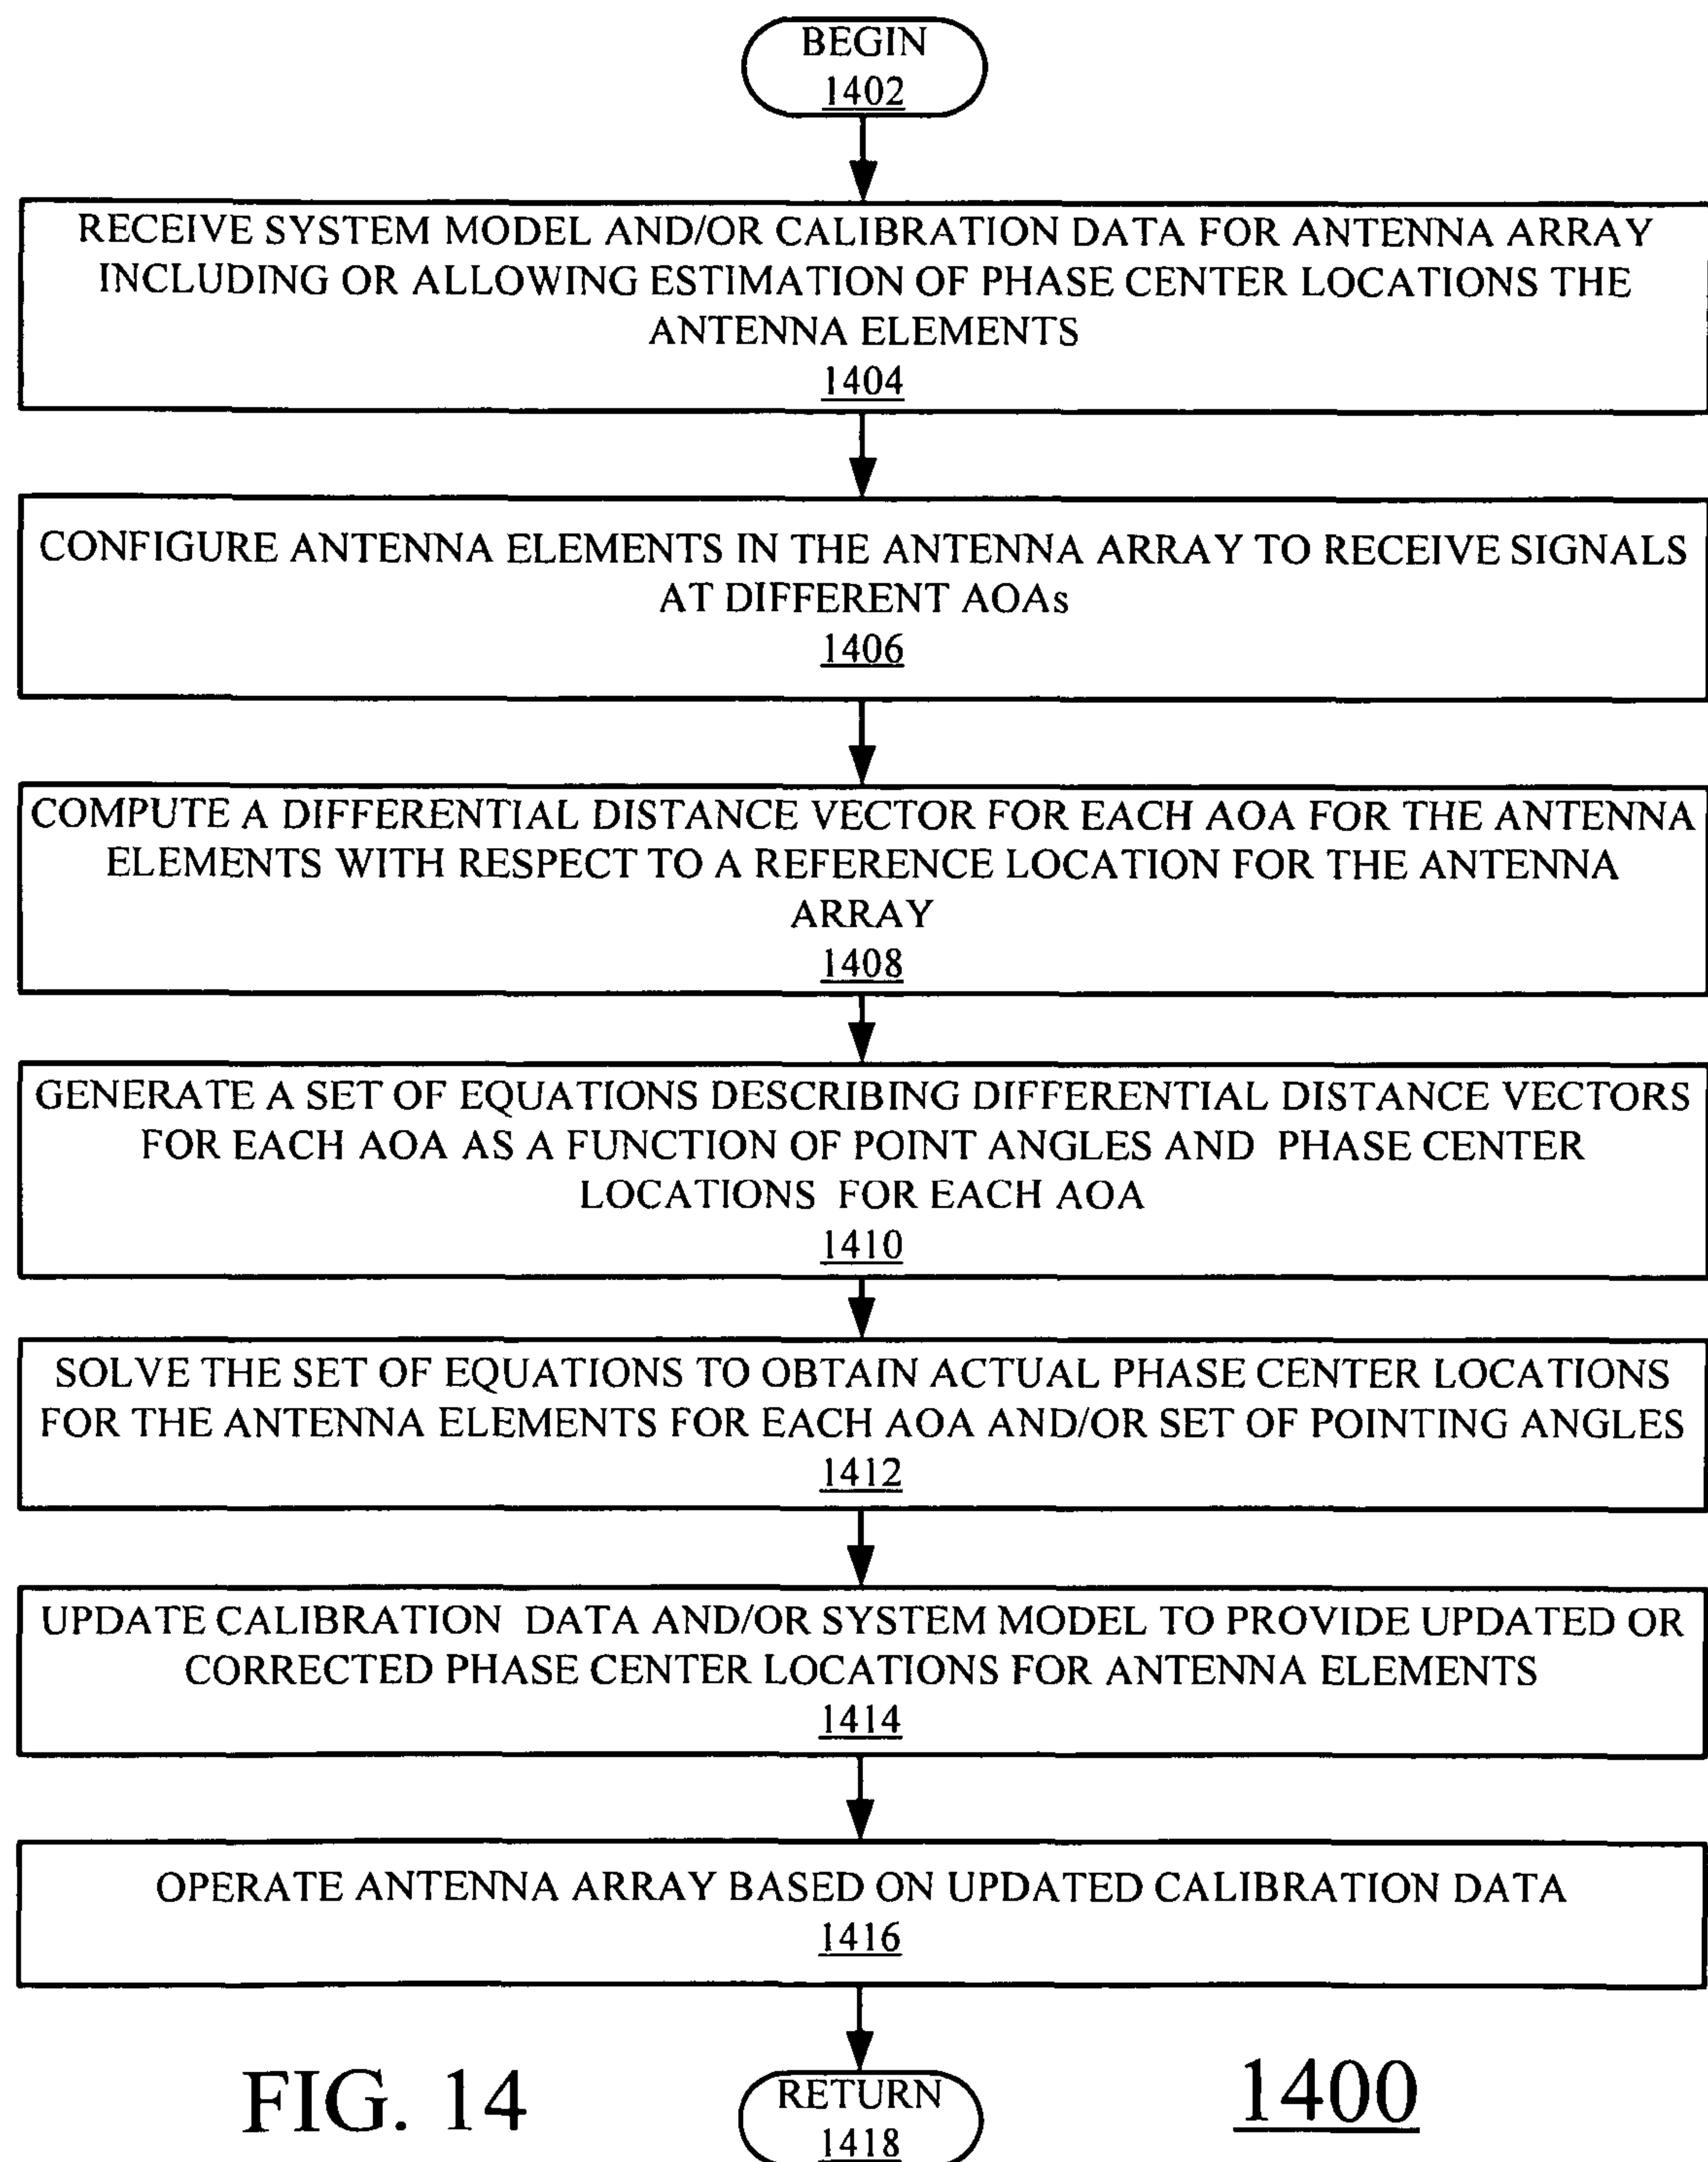 BEGIN
1402
RECEIVE SYSTEM MODEL AND/OR CALIBRATION DATA FOR ANTENNA ARRAY
INCLUDING OR ALLOWING ESTIMATION OF PHASE CENTER LOCATIONS THE
ANTENNA ELEMENTS
1404
CONFIGURE ANTENNA ELEMENTS IN THE ANTENNA ARRAY TO RECEIVE SIGNALS
AT DIFFERENT AOAs
1406
COMPUTE A DIFFERENTIAL DISTANCE VECTOR FOR EACH AOA FOR THE ANTENNA
ELEMENTS WITH RESPECT TO A REFERENCE LOCATION FOR THE ANTENNA
ARRAY
1408
GENERATE A SET OF EQUATIONS DESCRIBING DIFFERENTIAL DISTANCE VECTORS
FOR EACH AOA AS A FUNCTION OF POINT ANGLES AND PHASE CENTER
LOCATIONS FOR EACH AOA
1410
SOLVE THE SET OF EQUATIONS TO OBTAIN ACTUAL PHASE CENTER LOCATIONS
FOR THE ANTENNA ELEMENTS FOR EACH AOA AND/OR SET OF POINTING ANGLES
1412
UPDATE CALIBRATION DATA AND/OR SYSTEM MODEL TO PROVIDE UPDATED OR
CORRECTED PHASE CENTER LOCATIONS FOR ANTENNA ELEMENTS
1414
OPERATE ANTENNA ARRAY BASED ON UPDATED CALIBRATION DATA
1416
RETURN
1418
FIG. 14
1400